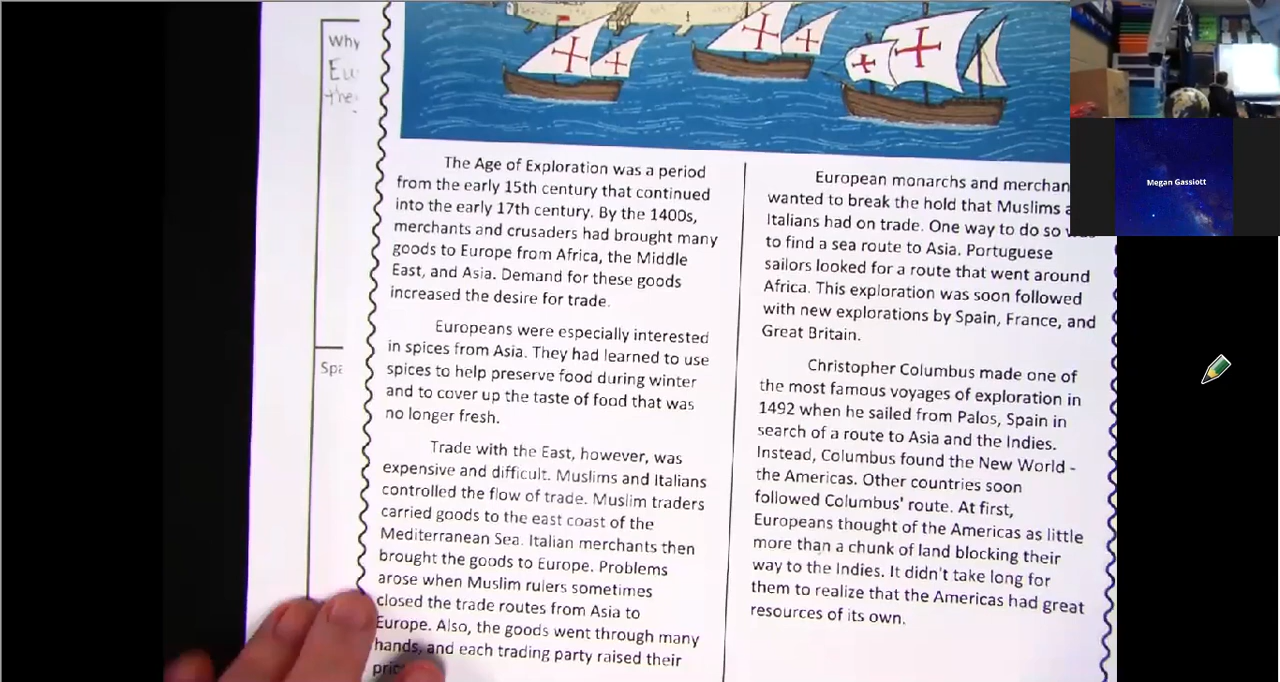 Why
The Age of Exploration was a period
from the early 15th century that continued
into the early 17th century. By the 1400s,
merchants and crusaders had brought many
goods to Europe from Africa, the Middle
East, and Asia. Demand for these goods
increased the desire for trade.
Europeans were especially interested
in spices from Asia. They had learned to use
spices to help preserve food during winter
and to cover up the taste of food that was
no longer fresh.
Trade with the East, however, was
expensive and difficult. Muslims and Italians
controlled the flow of trade. Muslim traders
carried goods to the east coast of the
Mediterranean Sea. Italian merchants then
brought the goods to Europe. Problems
arose when Muslim rulers sometimes
closed the trade routes from Asia to
Europe. Also, the goods went through many
hands, and each trading party raised their
European monarchs and
wanted to break the hold that Muslims
Italians had on trade. One way to do so
to find a sea route to Asia. Portuguese
sailors looked for a route that went around
Africa. This exploration was soon followed
with new explorations by Spain, France, and
Great Britain.
Christopher Columbus made one of
the most famous voyages of exploration in
1492 when he sailed from Palos, Spain in
search of a route to Asia and the Indies.
Instead, Columbus found the New World -
the Americas. Other countries soon
followed Columbus' route. At first,
Europeans thought of the Americas as little
more than a chunk of land blocking their
way to the Indies. It didn't take long for
them to realize that the Americas had great
resources of its own.
Megan Gassiott